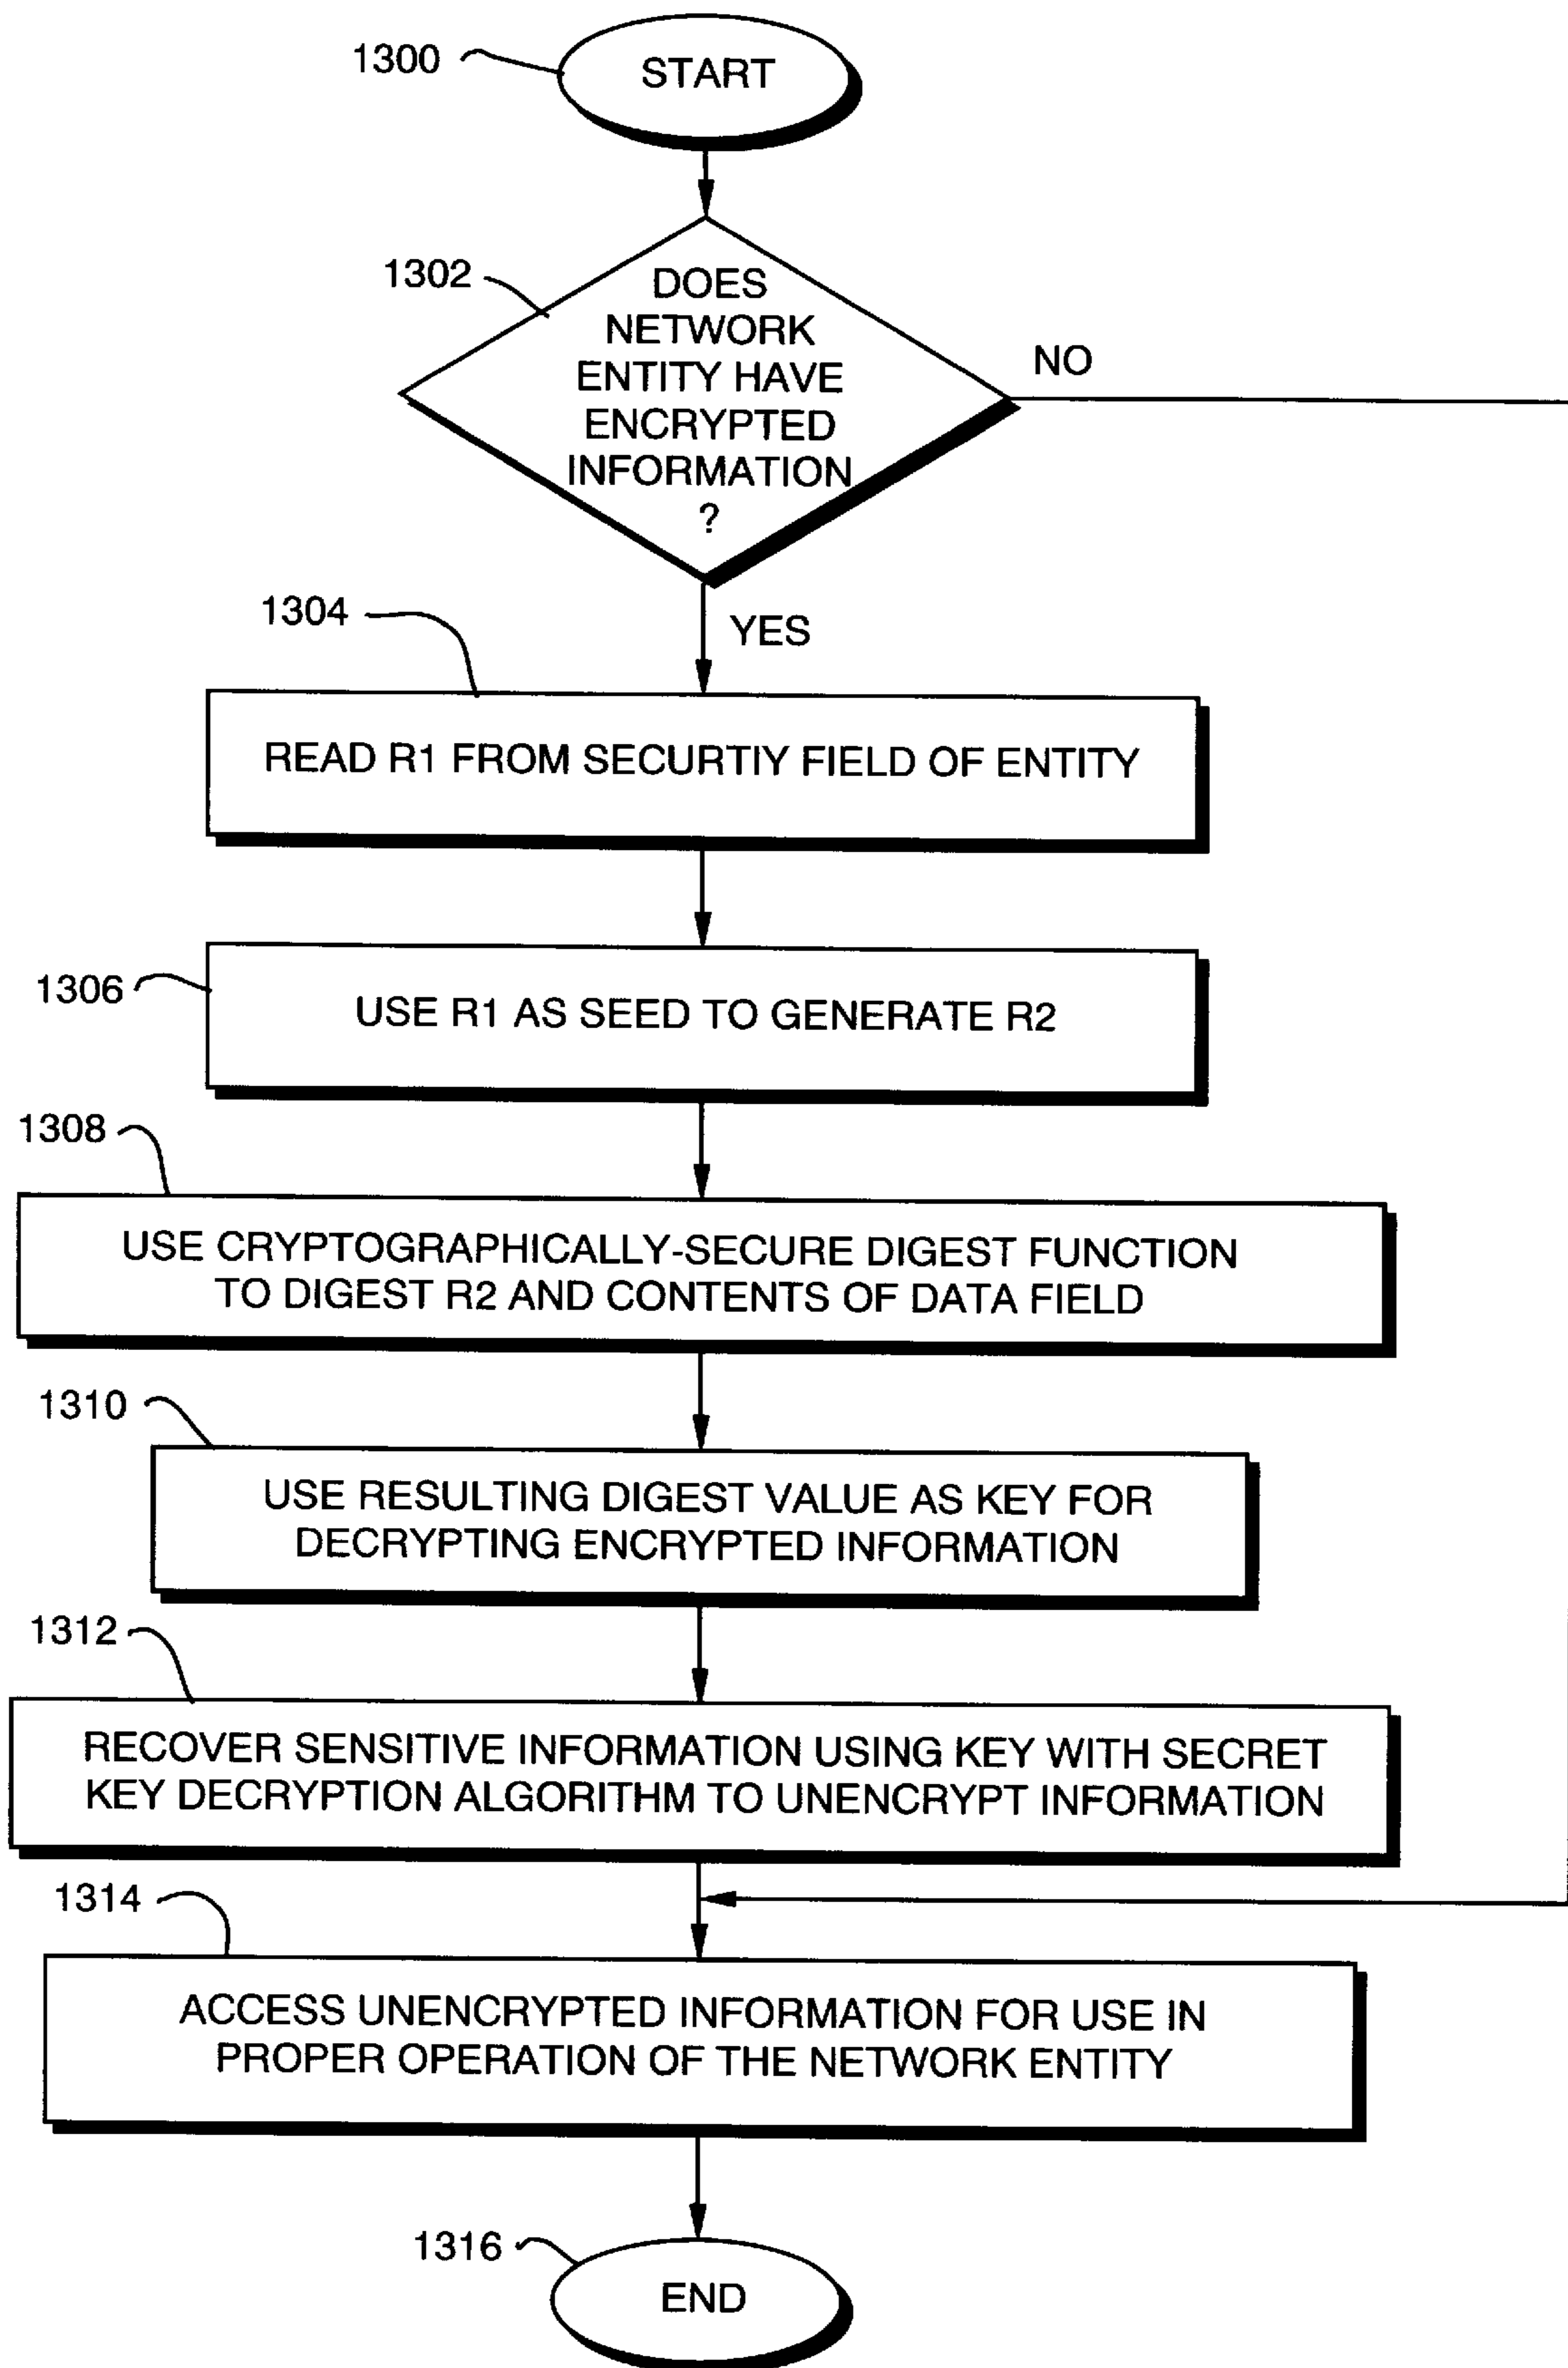 1300
START
1302
DOES
NETWORK
ENTITY HAVE
ENCRYPTED
INFORMATION
?
NO
1304
YES
READ R1 FROM SECURTIY FIELD OF ENTITY
1306
USE R1 AS SEED TO GENERATE R2
1308
USE CRYPTOGRAPHICALLY-SECURE DIGEST FUNCTION
TO DIGEST R2 AND CONTENTS OF DATA FIELD
1310
USE RESULTING DIGEST VALUE AS KEY FOR
DECRYPTING ENCRYPTED INFORMATION
1312
RECOVER SENSITIVE INFORMATION USING KEY WITH SECRET
KEY DECRYPTION ALGORITHM TO UNENCRYPT INFORMATION
1314
ACCESS UNENCRYPTED INFORMATION FOR USE IN
PROPER OPERATION OF THE NETWORK ENTITY
1316
END